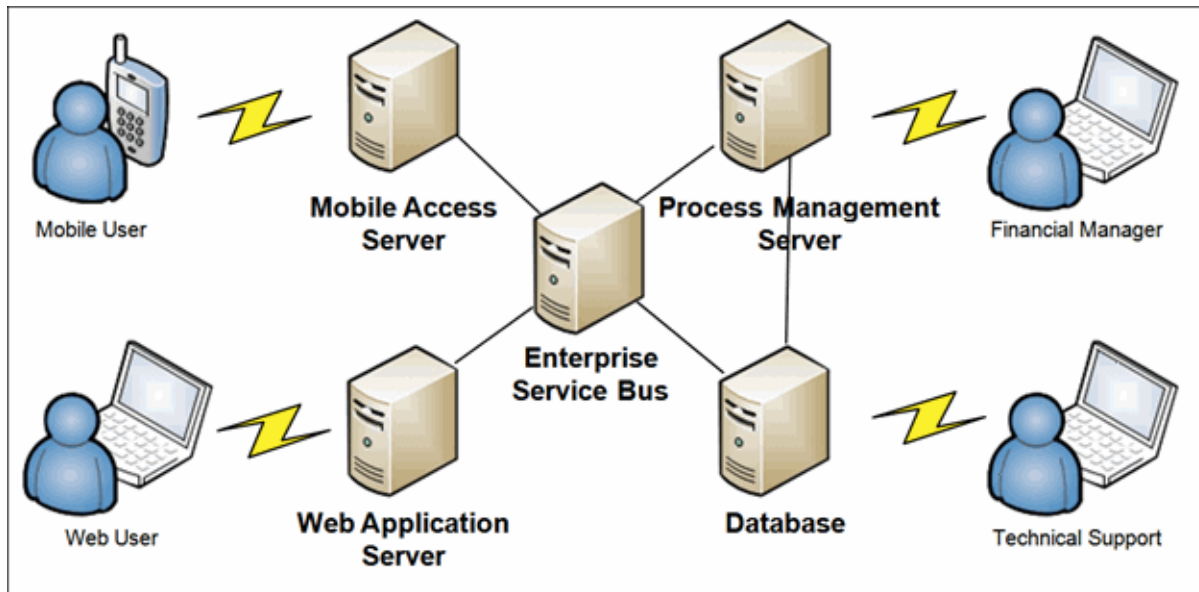 Mobile User
Mobile Access
Server
Process Management
Server
Financial Manager
Enterprise
Service Bus
Web User
Web Application
Server
Database
Technical Support